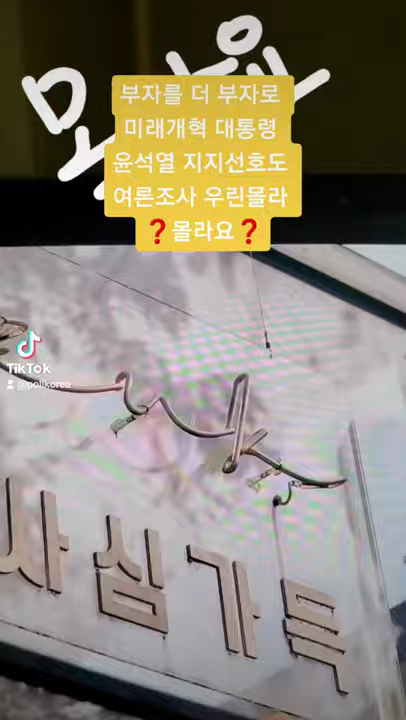 부자를 더 부자로
미래개혁 대통령
윤석열 지지선호도
여론조사 우린몰라
❓몰라요❓
TikTok
@polikorea
사심가득